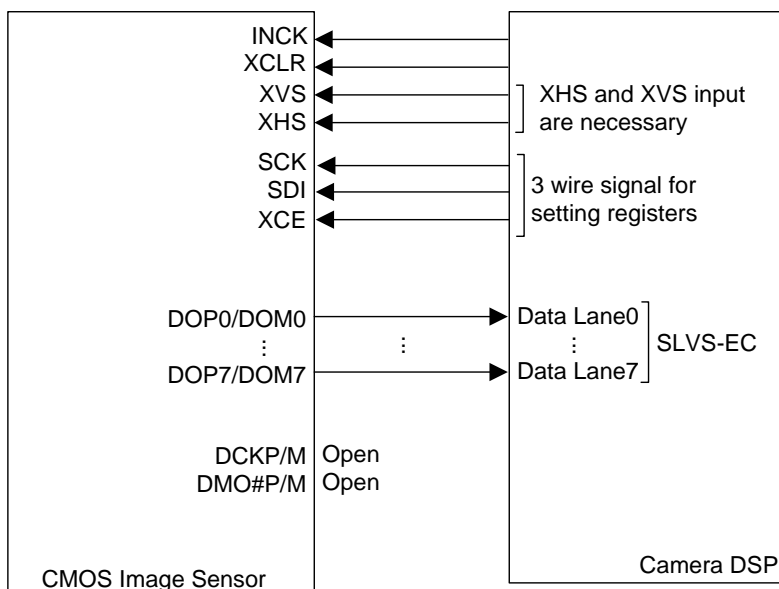 INCK
XCLR
XVS
XHS
XHS and XVS input
are necessary
SCK
SDI
XCE
3 wire signal for
setting registers
DOP0/DOM0
⋮
DOP7/DOM7
⋮
Data Lane0
⋮
Data Lane7
SLVS-EC
DCKP/M Open
DMO#P/M Open
CMOS Image Sensor
Camera DSP